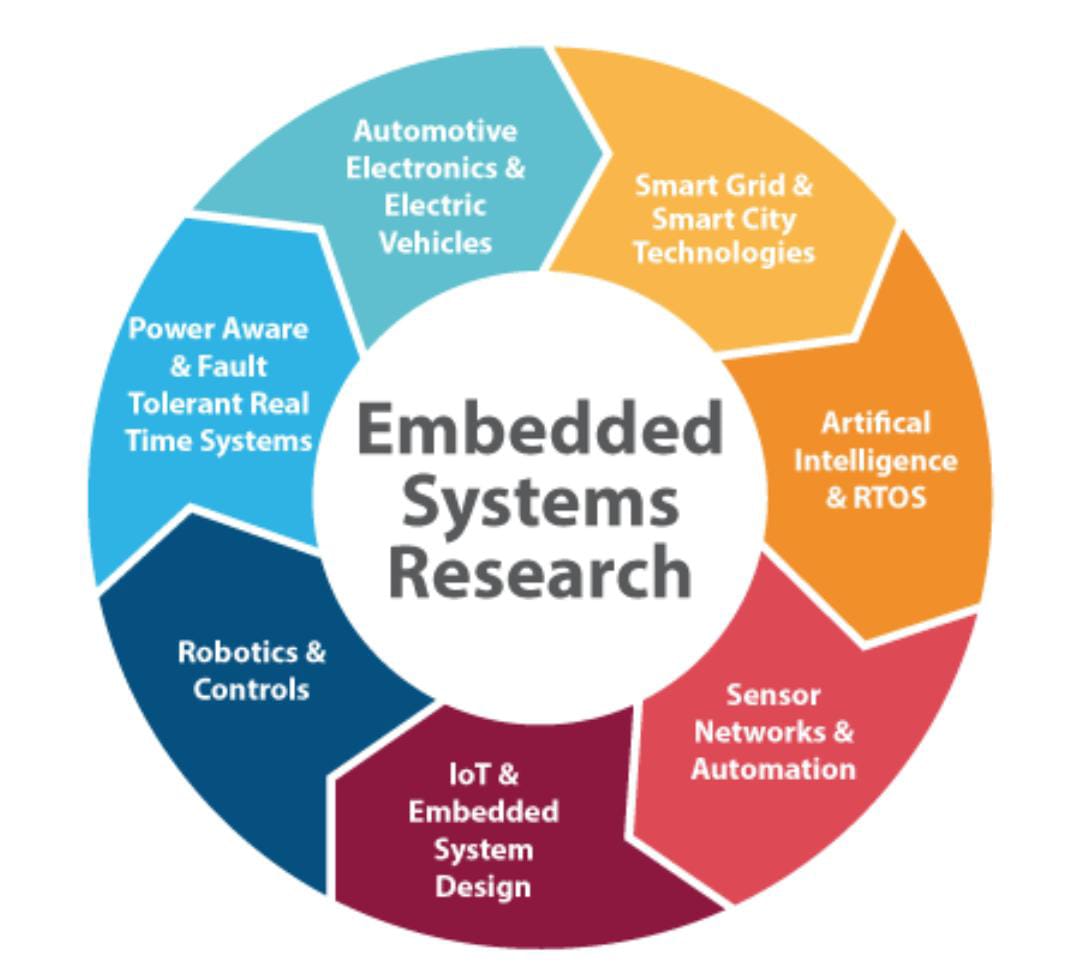 Automotive
Electronics &
Electric
Vehicles
Smart Grid &
Smart City
Technologies
Artifical
Intelligence
& RTOS
Sensor
Networks &
Automation
IoT &
Embedded
System
Design
Robotics &
Controls
Power Aware
& Fault
Tolerant Real
Time Systems
Embedded
Systems
Research